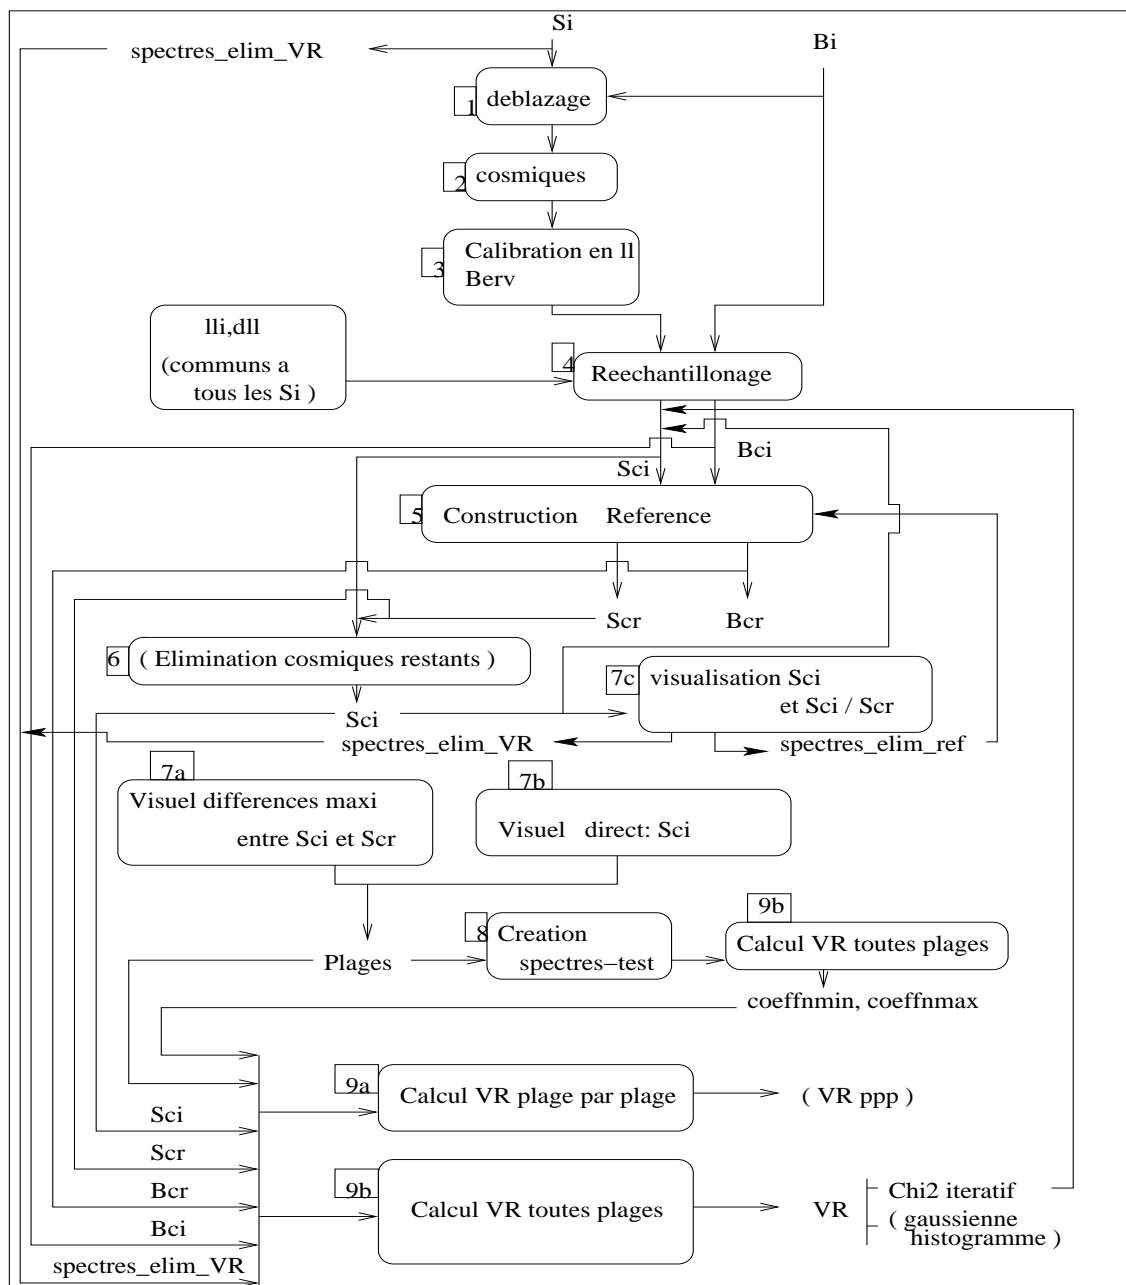 Si
Bi
spectres_elim_VR
1
deblazage
2
cosmiques
3
Calibration en ll
Berv
lli,dll
(communs a
tous les Si )
4
Reechantillonage
Bci
Sci
5
Construction Reference
Scr
Bcr
6
( Elimination cosmiques restants )
7c
visualisation Sci
et Sci / Scr
Sci
spectres_elim_VR
spectres_elim_ref
7a
Visuel differences maxi
entre Sci et Scr
7b
Visuel direct: Sci
8
Creation
spectres-test
9b
Calcul VR toutes plages
Plages
coeffnmin, coeffnmax
9a
Calcul VR plage par plage
( VR ppp )
Sci
Scr
Bcr
Bci
spectres_elim_VR
9b
Calcul VR toutes plages
VR
Chi2 iteratif
( gaussienne
histogramme )